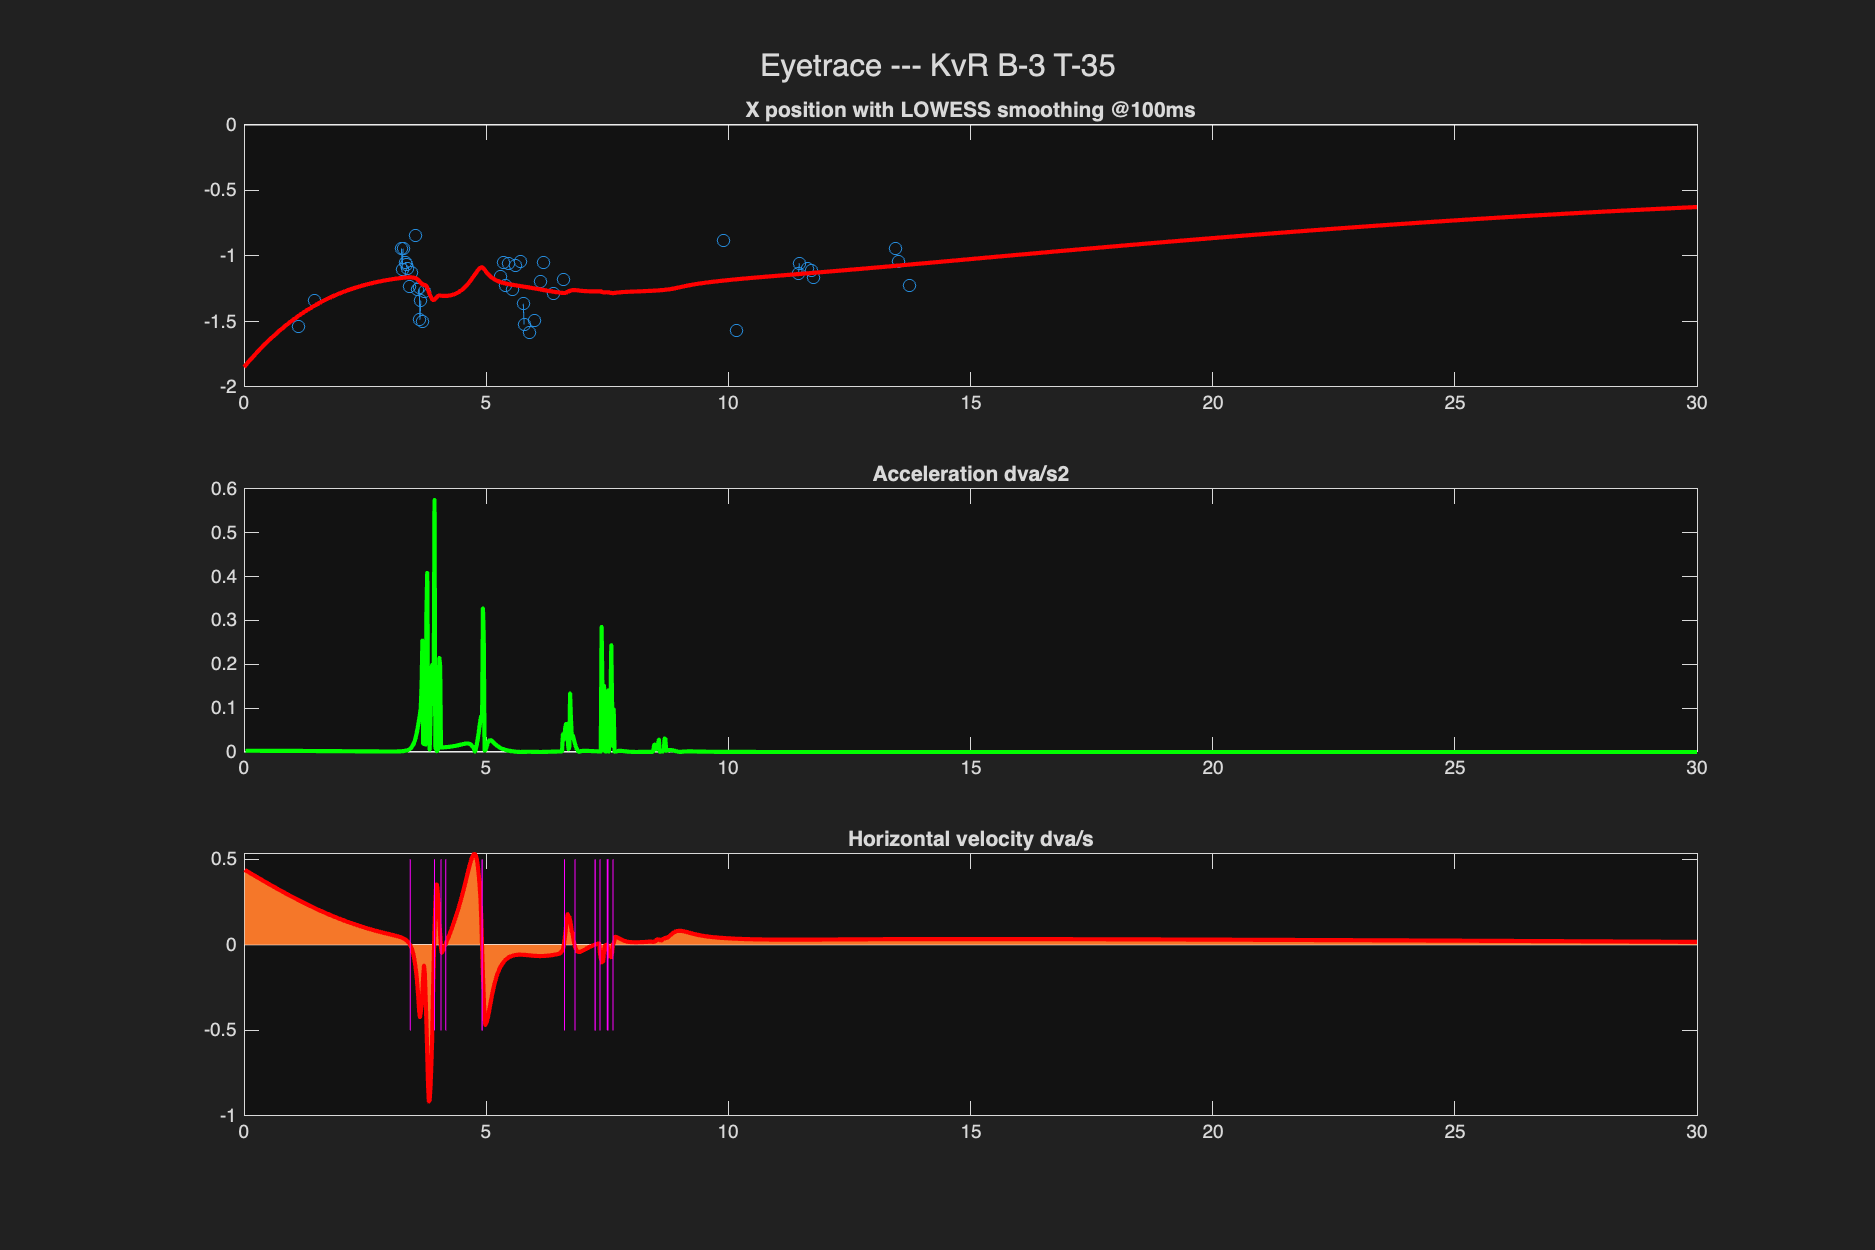 Eyetrace --- KvR B-3 T-35
X position with LOWESS smoothing @100ms
0
-0.5
-1
-1.5
-2
0 5 10 15 20 25 30
Acceleration dva/s2
0.6
0.5
0.4
0.3
0.2
0.1
0
0 5 10 15 20 25 30
Horizontal velocity dva/s
0.5
0
-0.5
-1
0 5 10 15 20 25 30